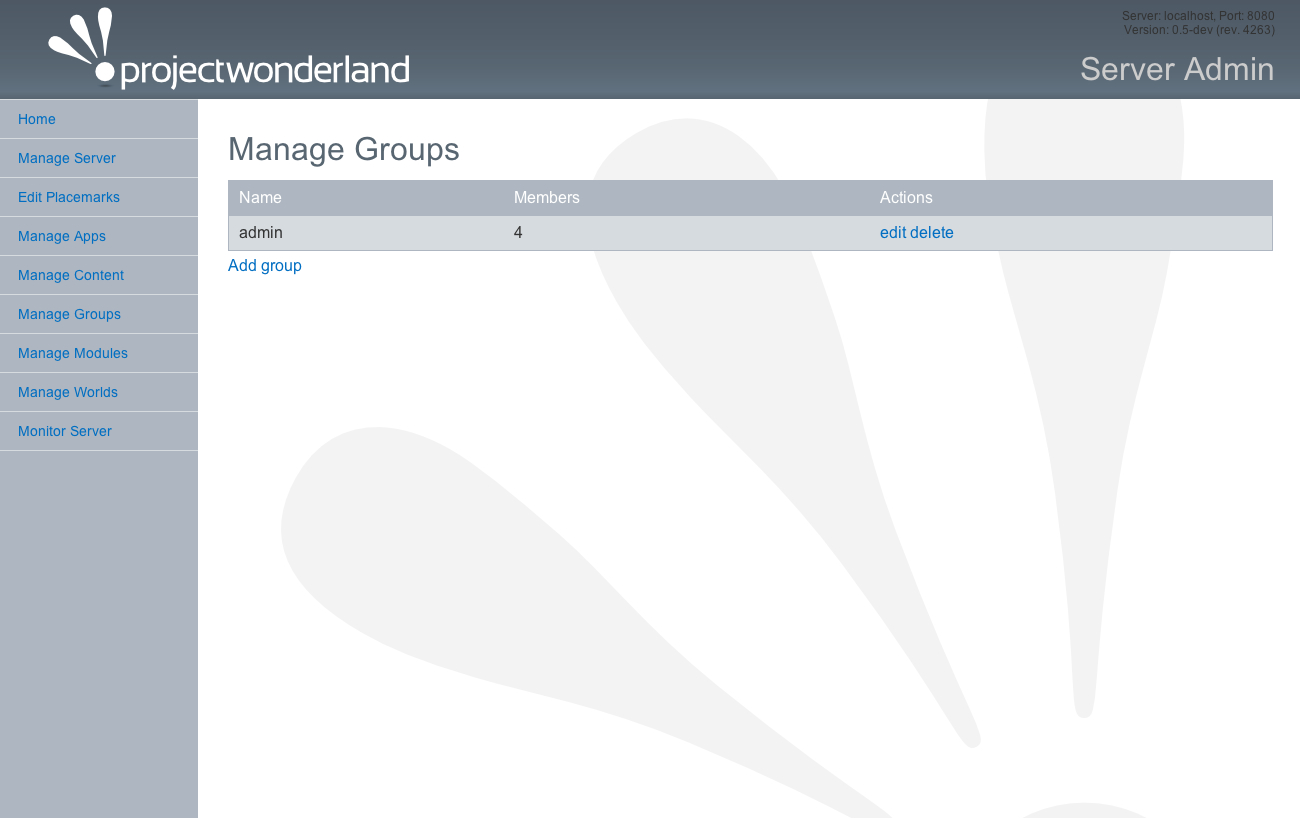 Server: localhost, Port: 8080
Version: 0.5-dev (rev. 4263)
projectwonderland
Server Admin
Home
Manage Server
Edit Placemarks
Manage Apps
Manage Content
Manage Groups
Manage Modules
Manage Worlds
Monitor Server
Manage Groups
Name Members Actions
admin 4 edit delete
Add group